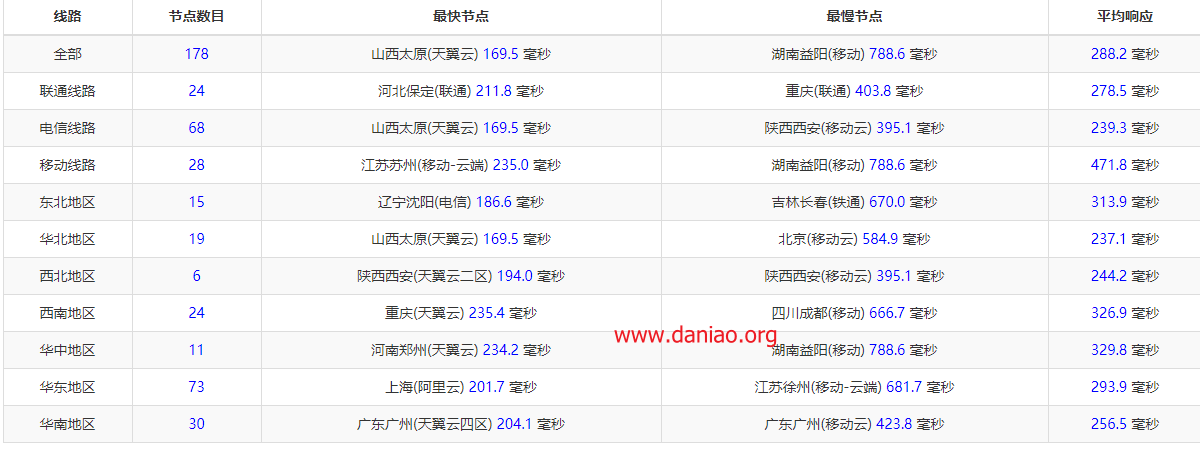 线路 节点数目 最快节点 最慢节点 平均响应
全部 178 山西太原(天翼云) 169.5 毫秒 湖南益阳(移动) 788.6 毫秒 288.2 毫秒
联通线路 24 河北保定(联通) 211.8 毫秒 重庆(联通) 403.8 毫秒 278.5 毫秒
电信线路 68 山西太原(天翼云) 169.5 毫秒 陕西西安(移动云) 395.1 毫秒 239.3 毫秒
移动线路 28 江苏苏州(移动-云端) 235.0 毫秒 湖南益阳(移动) 788.6 毫秒 471.8 毫秒
东北地区 15 辽宁沈阳(电信) 186.6 毫秒 吉林长春(铁通) 670.0 毫秒 313.9 毫秒
华北地区 19 山西太原(天翼云) 169.5 毫秒 北京(移动云) 584.9 毫秒 237.1 毫秒
西北地区 6 陕西西安(天翼云二区) 194.0 毫秒 陕西西安(移动云) 395.1 毫秒 244.2 毫秒
西南地区 24 重庆(天翼云) 235.4 毫秒 四川成都(移动) 666.7 毫秒 326.9 毫秒
www.daniao.org
华中地区 11 河南郑州(天翼云) 234.2 毫秒 湖南益阳(移动) 788.6 毫秒 329.8 毫秒
华东地区 73 上海(阿里云) 201.7 毫秒 江苏徐州(移动-云端) 681.7 毫秒 293.9 毫秒
华南地区 30 广东广州(天翼云四区) 204.1 毫秒 广东广州(移动云) 423.8 毫秒 256.5 毫秒